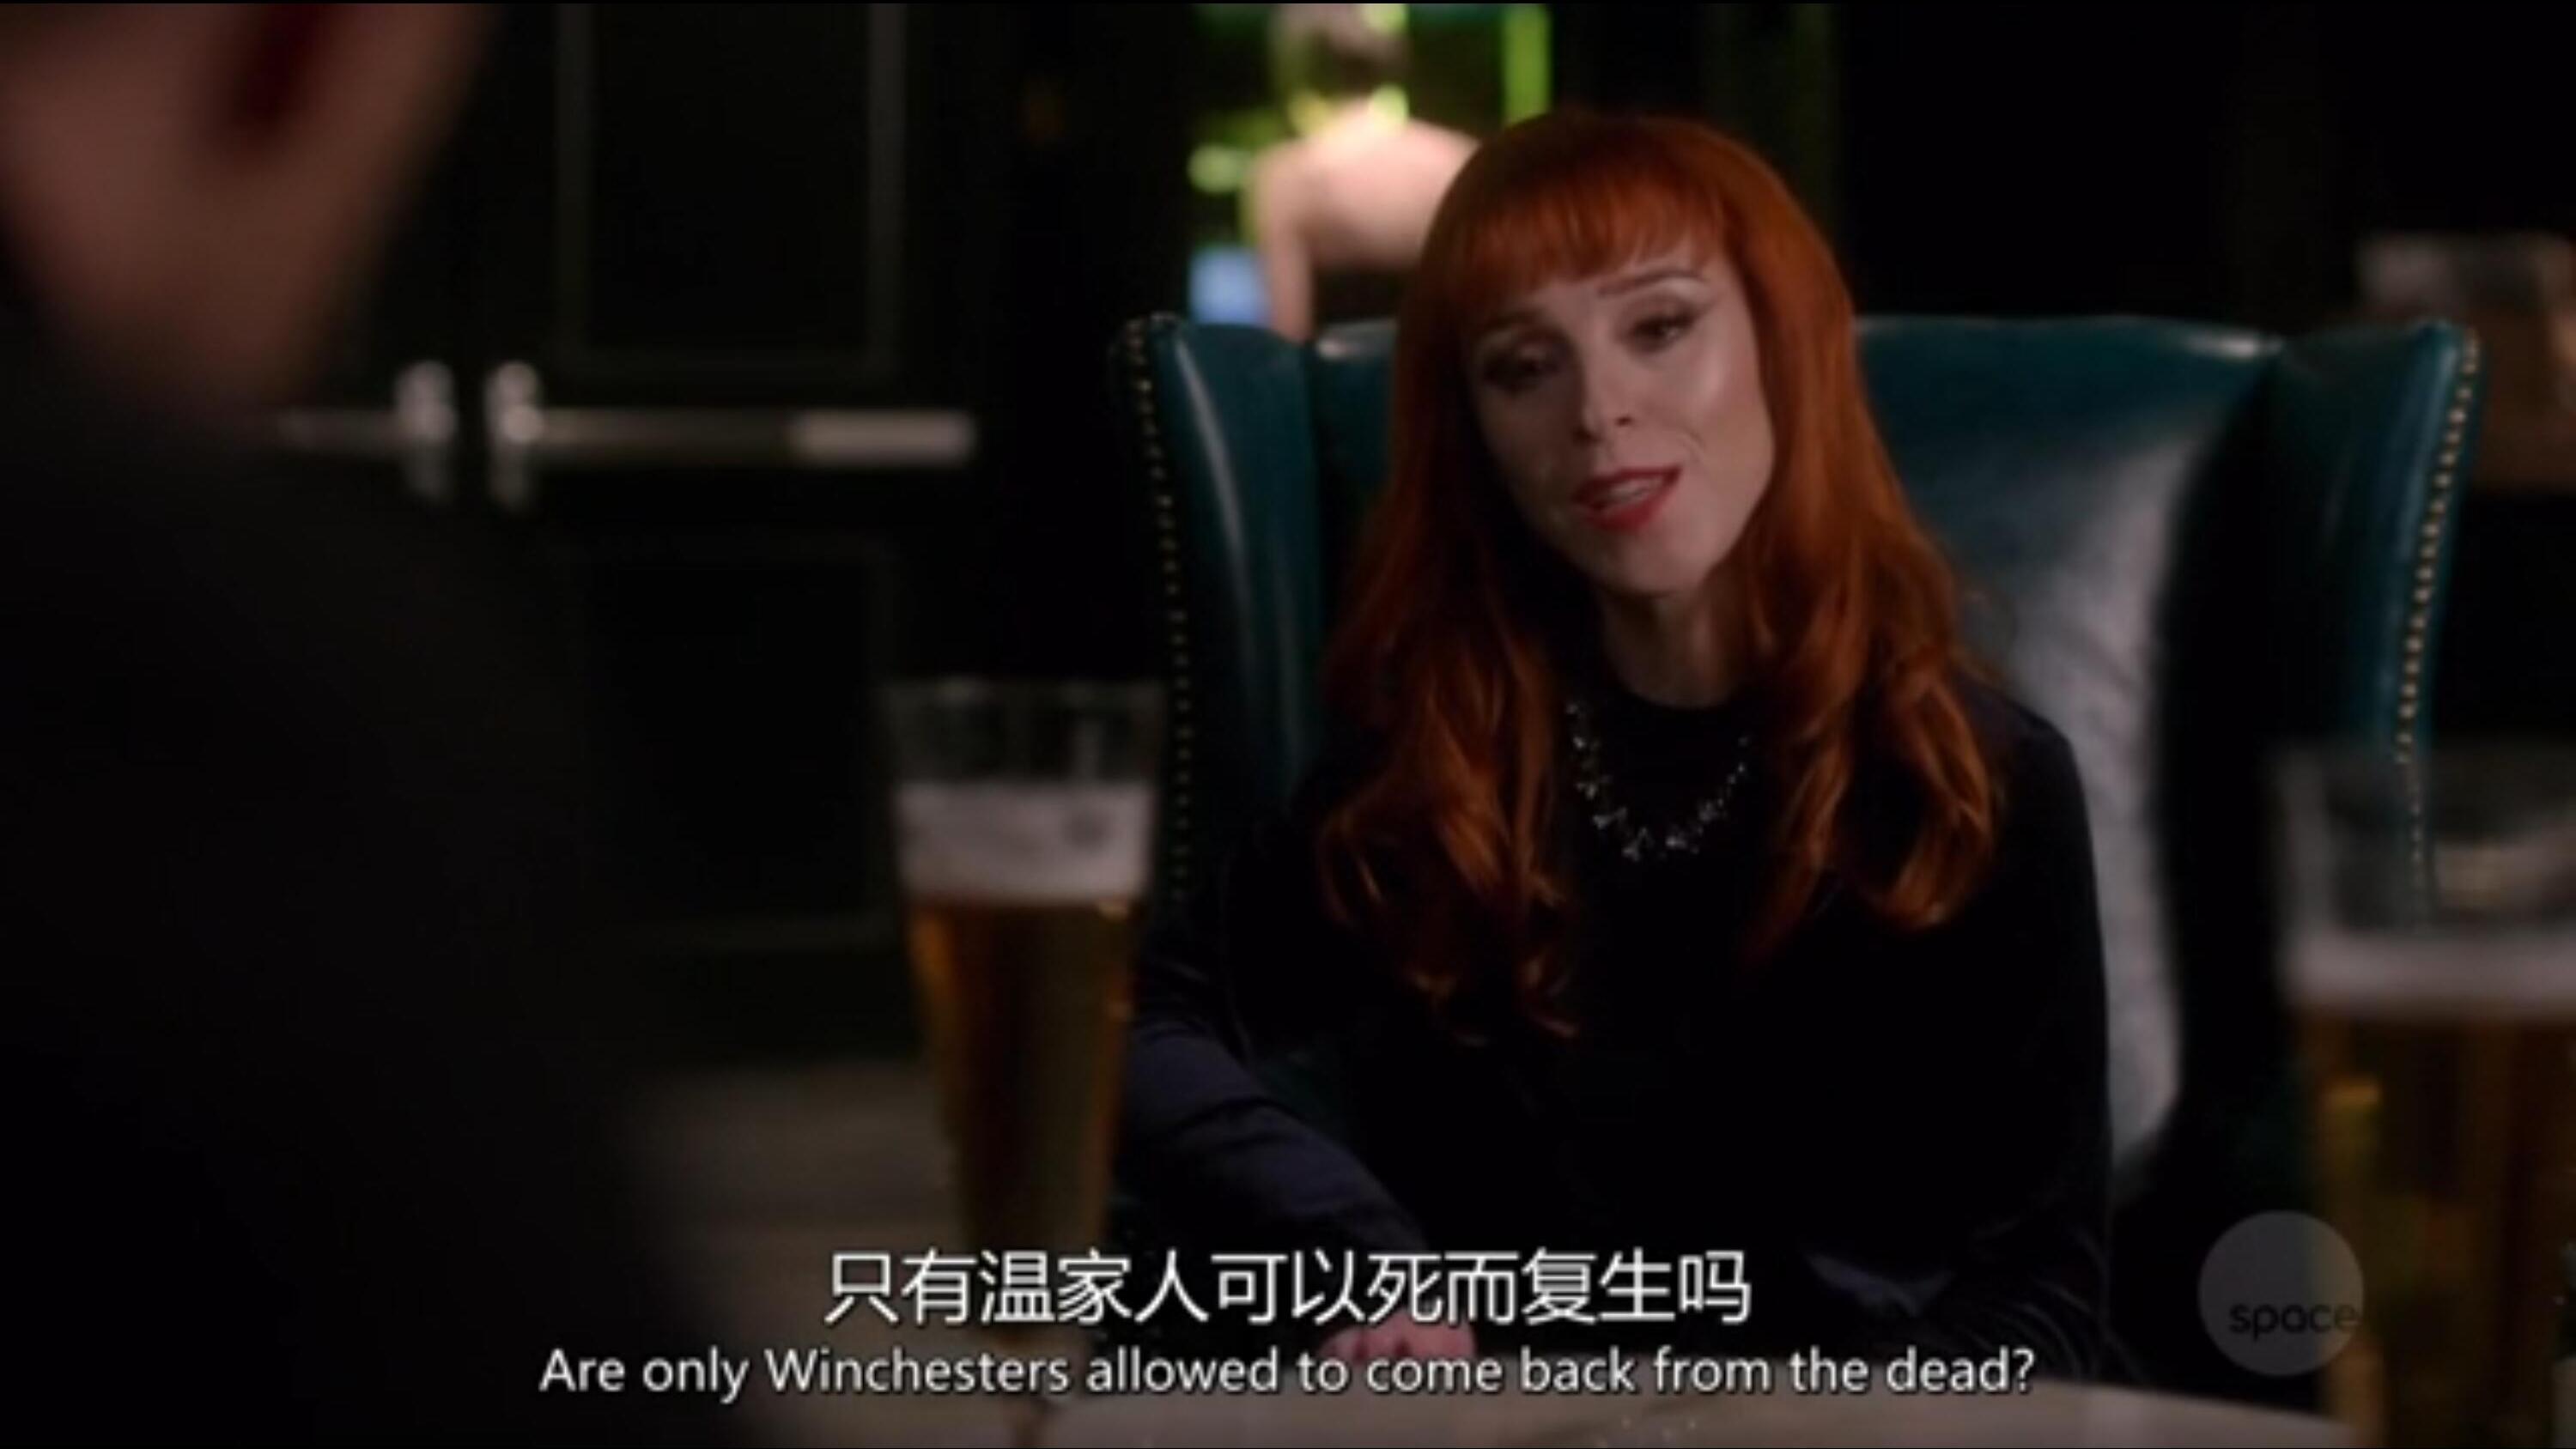 只有温家人可以死而复生吗
Are only Winchesters allowed to come back from the dead?
space